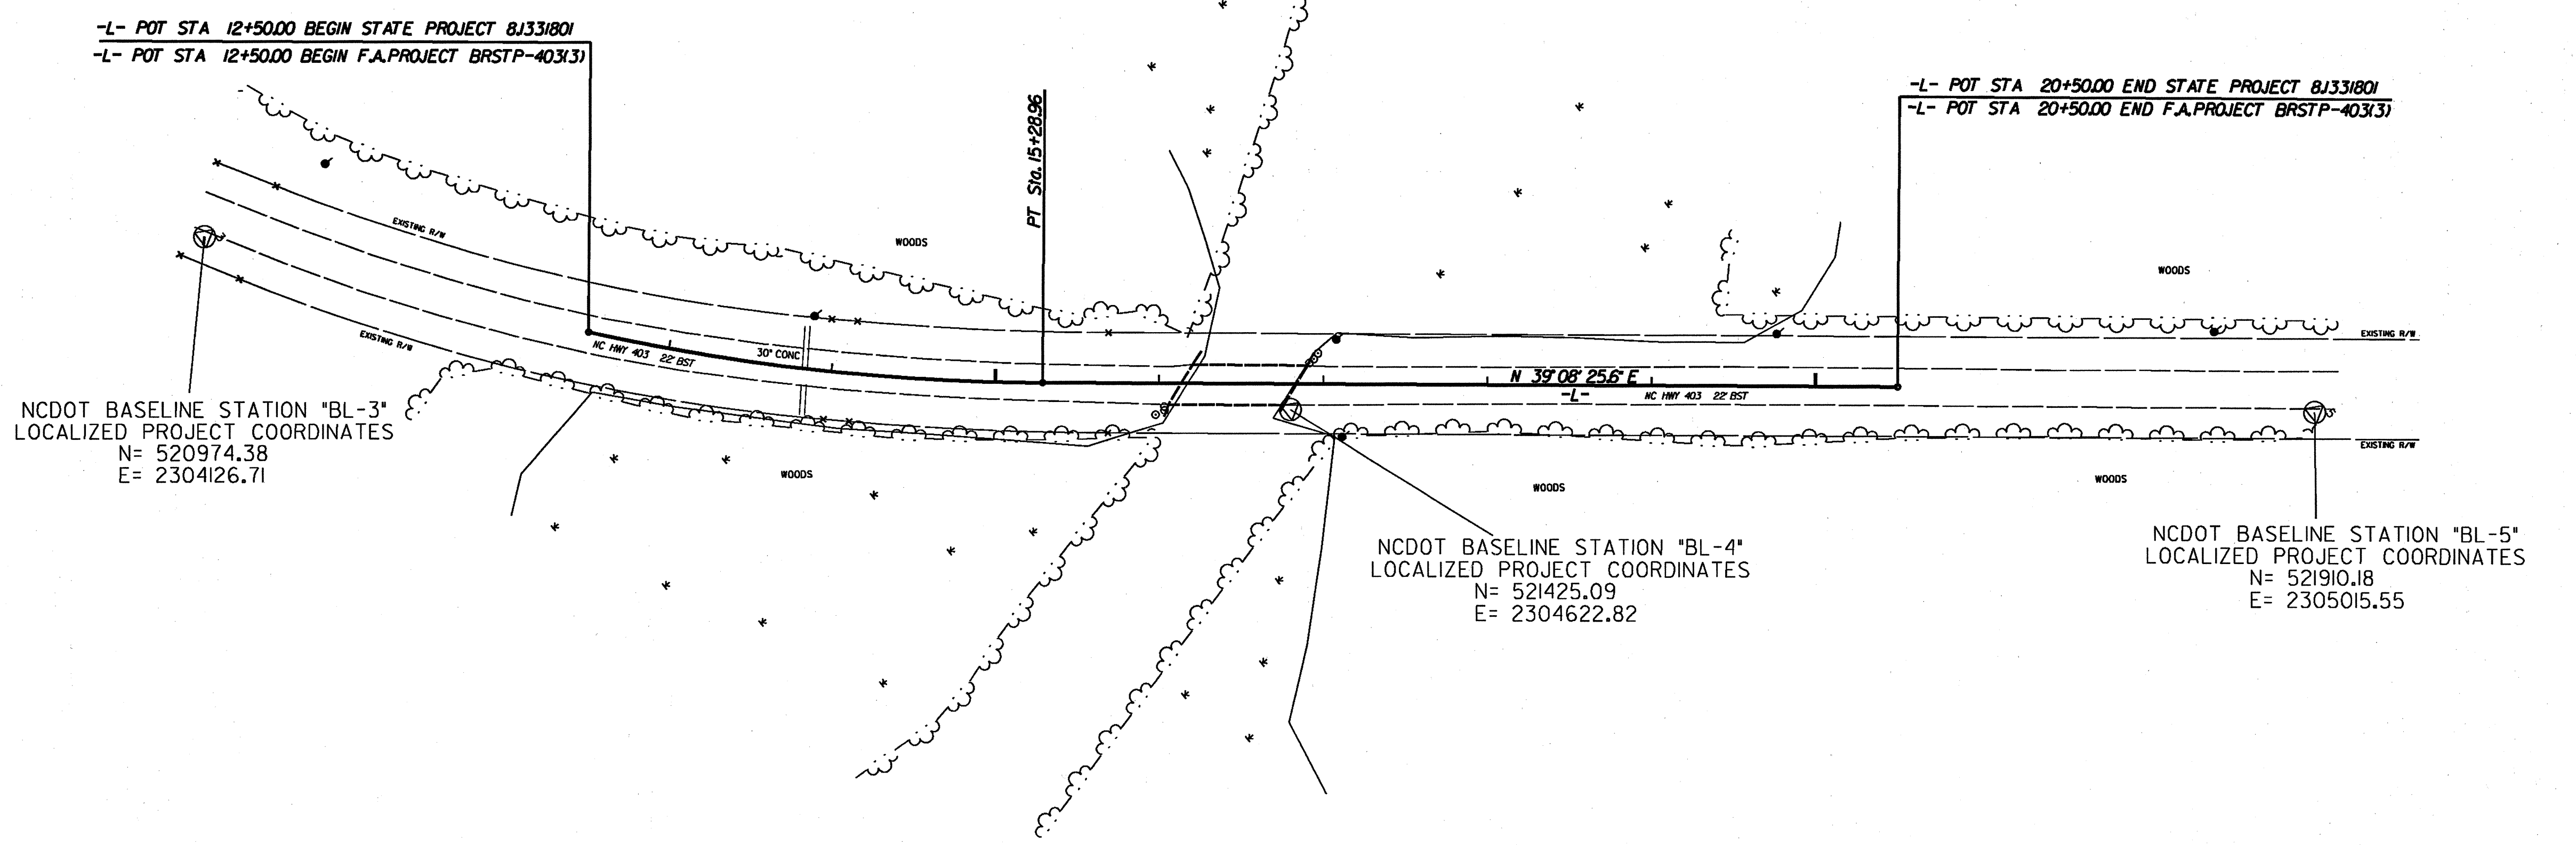 -L- POT STA 12+50.00 BEGIN STATE PROJECT 8.1331801
-L- POT STA 12+50.00 BEGIN F.A.PROJECT BRSTP-403(3)
-L- POT STA 20+50.00 END STATE PROJECT 8.1331801
-L- POT STA 20+50.00 END F.A.PROJECT BRSTP-403(3)
PT Sta. 15+28.96
EXISTING R/W
WOODS
WOODS
EXISTING R/W
EXISTING R/W
NC HWY 403 22' BST
30" CONC
N 39° 08' 25.6" E
-L-
NC HWY 403 22' BST
EXISTING R/W
WOODS
WOODS
WOODS
NCDOT BASELINE STATION "BL-3"
LOCALIZED PROJECT COORDINATES
N= 520974.38
E= 2304126.71
NCDOT BASELINE STATION "BL-4"
LOCALIZED PROJECT COORDINATES
N= 521425.09
E= 2304622.82
NCDOT BASELINE STATION "BL-5"
LOCALIZED PROJECT COORDINATES
N= 521910.18
E= 2305015.55